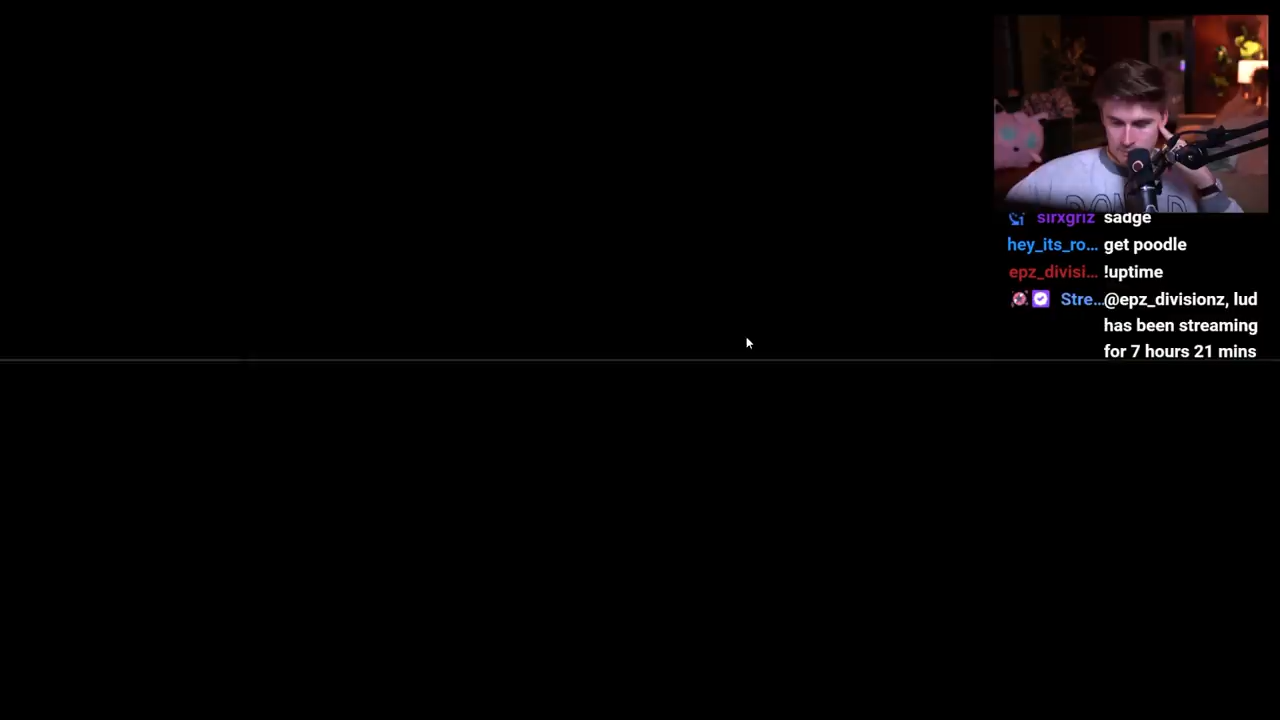 sirxgriz sadge
hey_its_ro... get poodle
epz_divisi... !uptime
Stre... @epz_divisionz, lud
has been streaming
for 7 hours 21 mins